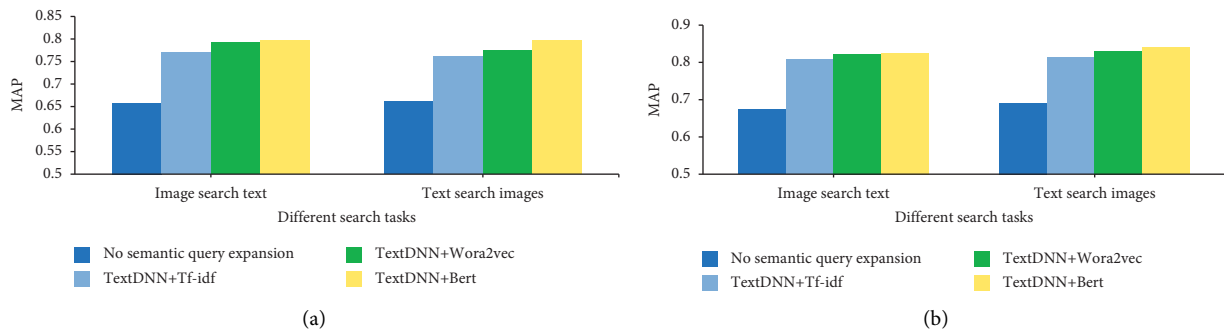 0.85
0.8
0.75
0.7
0.65
0.6
0.55
0.5
MAP
Image search text
Text search images
Different search tasks
No semantic query expansion
TextDNN+Wora2vec
TextDNN+Tf-idf
TextDNN+Bert
(a)
0.9
0.8
0.7
0.6
0.5
MAP
Image search text
Text search images
Different search tasks
No semantic query expansion
TextDNN+Wora2vec
TextDNN+Tf-idf
TextDNN+Bert
(b)